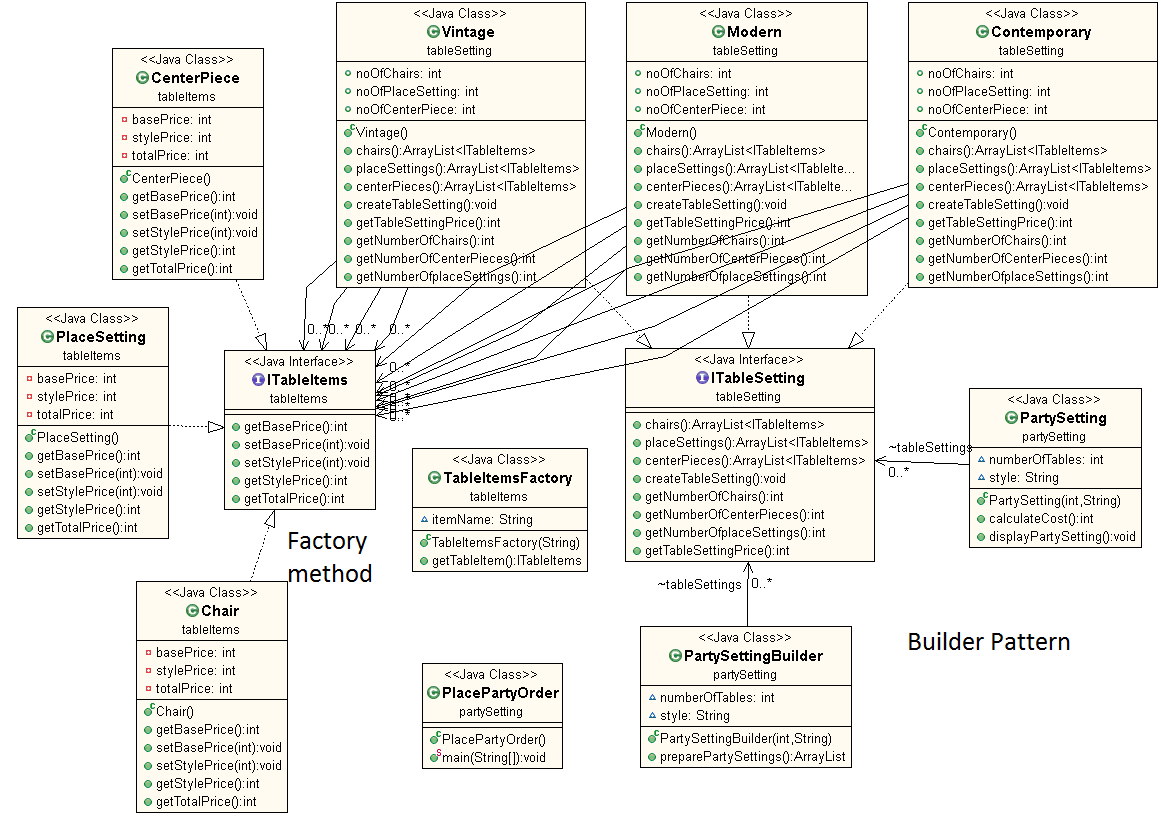 <<Java Class>>
CenterPiece
tableItems
basePrice: int
stylePrice: int
totalPrice: int
CenterPiece()
getBasePrice():int
setBasePrice(int):void
setStylePrice(int):void
getStylePrice():int
getTotalPrice():int
<<Java Class>>
Vintage
tableSetting
noOfChairs: int
noOfPlaceSetting: int
noOfCenterPiece: int
Vintage()
chairs():ArrayList<ITableItems>
placeSettings():ArrayList<ITableItems>
centerPieces():ArrayList<ITableItems>
createTableSetting():void
getTableSettingPrice():int
getNumberOfChairs():int
getNumberOfCenterPieces():int
getNumberOfplaceSettings():int
<<Java Class>>
Modern
tableSetting
noOfChairs: int
noOfPlaceSetting: int
noOfCenterPiece: int
Modern()
chairs():ArrayList<ITableItems>
placeSettings():ArrayList<ITableIte...
centerPieces():ArrayList<ITableIte...
createTableSetting():void
getTableSettingPrice():int
getNumberOfChairs():int
getNumberOfCenterPieces():int
getNumberOfplaceSettings():int
<<Java Class>>
Contemporary
tableSetting
noOfChairs: int
noOfPlaceSetting: int
noOfCenterPiece: int
Contemporary()
chairs():ArrayList<ITableItems>
placeSettings():ArrayList<ITableItems>
centerPieces():ArrayList<ITableItems>
createTableSetting():void
getTableSettingPrice():int
getNumberOfChairs():int
getNumberOfCenterPieces():int
getNumberOfplaceSettings():int
<<Java Class>>
PlaceSetting
tableItems
basePrice: int
stylePrice: int
totalPrice: int
PlaceSetting()
getBasePrice():int
setBasePrice(int):void
setStylePrice(int):void
getStylePrice():int
getTotalPrice():int
0..*
0..*
0..*
0..*
0..*
0..*
<<Java Interface>>
ITableItems
tableItems
getBasePrice():int
setBasePrice(int):void
setStylePrice(int):void
getStylePrice():int
getTotalPrice():int
<<Java Interface>>
ITableSetting
tableSetting
chairs():ArrayList<ITableItems>
placeSettings():ArrayList<ITableItems>
centerPieces():ArrayList<ITableItems>
createTableSetting():void
getNumberOfChairs():int
getNumberOfCenterPieces():int
getNumberOfplaceSettings():int
getTableSettingPrice():int
~tableSettings
0..*
<<Java Class>>
PartySetting
partySetting
numberOfTables: int
style: String
PartySetting(int,String)
calculateCost():int
displayPartySetting():void
<<Java Class>>
TableItemsFactory
tableItems
itemName: String
TableItemsFactory(String)
getTableItem():ITableItems
Factory
method
<<Java Class>>
Chair
tableItems
basePrice: int
stylePrice: int
totalPrice: int
Chair()
getBasePrice():int
setBasePrice(int):void
setStylePrice(int):void
getStylePrice():int
getTotalPrice():int
<<Java Class>>
PlacePartyOrder
partySetting
PlacePartyOrder()
main(String[]):void
~tableSettings
0..*
<<Java Class>>
PartySettingBuilder
partySetting
numberOfTables: int
style: String
PartySettingBuilder(int,String)
preparePartySettings():ArrayList
Builder Pattern